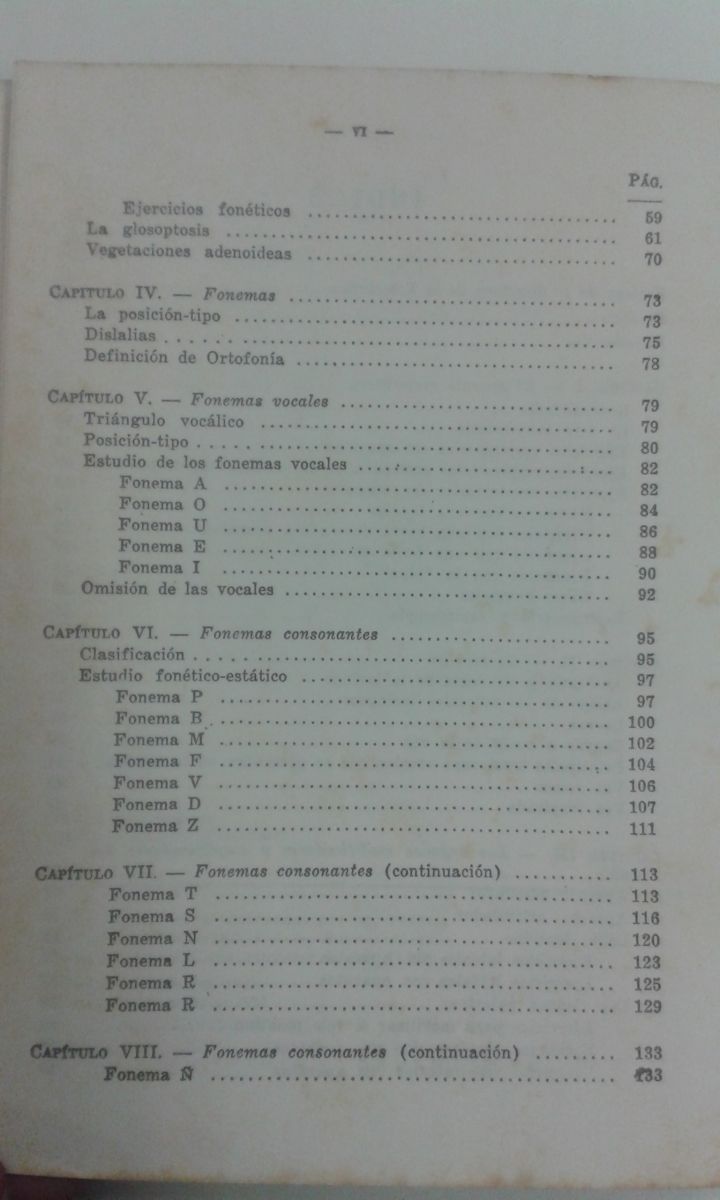 — VI —
PÁG.
Ejercicios fonéticos ........ 59
La glosoptosis ........ 61
Vegetaciones adenoideas ........ 70
CAPITULO IV. — Fonemas ........ 73
La posición-tipo ........ 73
Dislalias ........ 75
Definición de Ortofonía ........ 78
CAPÍTULO V. — Fonemas vocales ........ 79
Triángulo vocálico ........ 79
Posición-tipo ........ 80
Estudio de los fonemas vocales ........ 82
Fonema A ........ 82
Fonema O ........ 84
Fonema U ........ 86
Fonema E ........ 88
Fonema I ........ 90
Omisión de las vocales ........ 92
CAPÍTULO VI. — Fonemas consonantes ........ 95
Clasificación ........ 95
Estudio fonético-estático ........ 97
Fonema P ........ 97
Fonema B ........ 100
Fonema M ........ 102
Fonema F ........ 104
Fonema V ........ 106
Fonema D ........ 107
Fonema Z ........ 111
CAPÍTULO VII. — Fonemas consonantes (continuación) ........ 113
Fonema T ........ 113
Fonema S ........ 116
Fonema N ........ 120
Fonema L ........ 123
Fonema R ........ 125
Fonema R ........ 129
CAPÍTULO VIII. — Fonemas consonantes (continuación) ........ 133
Fonema Ñ ........ 133